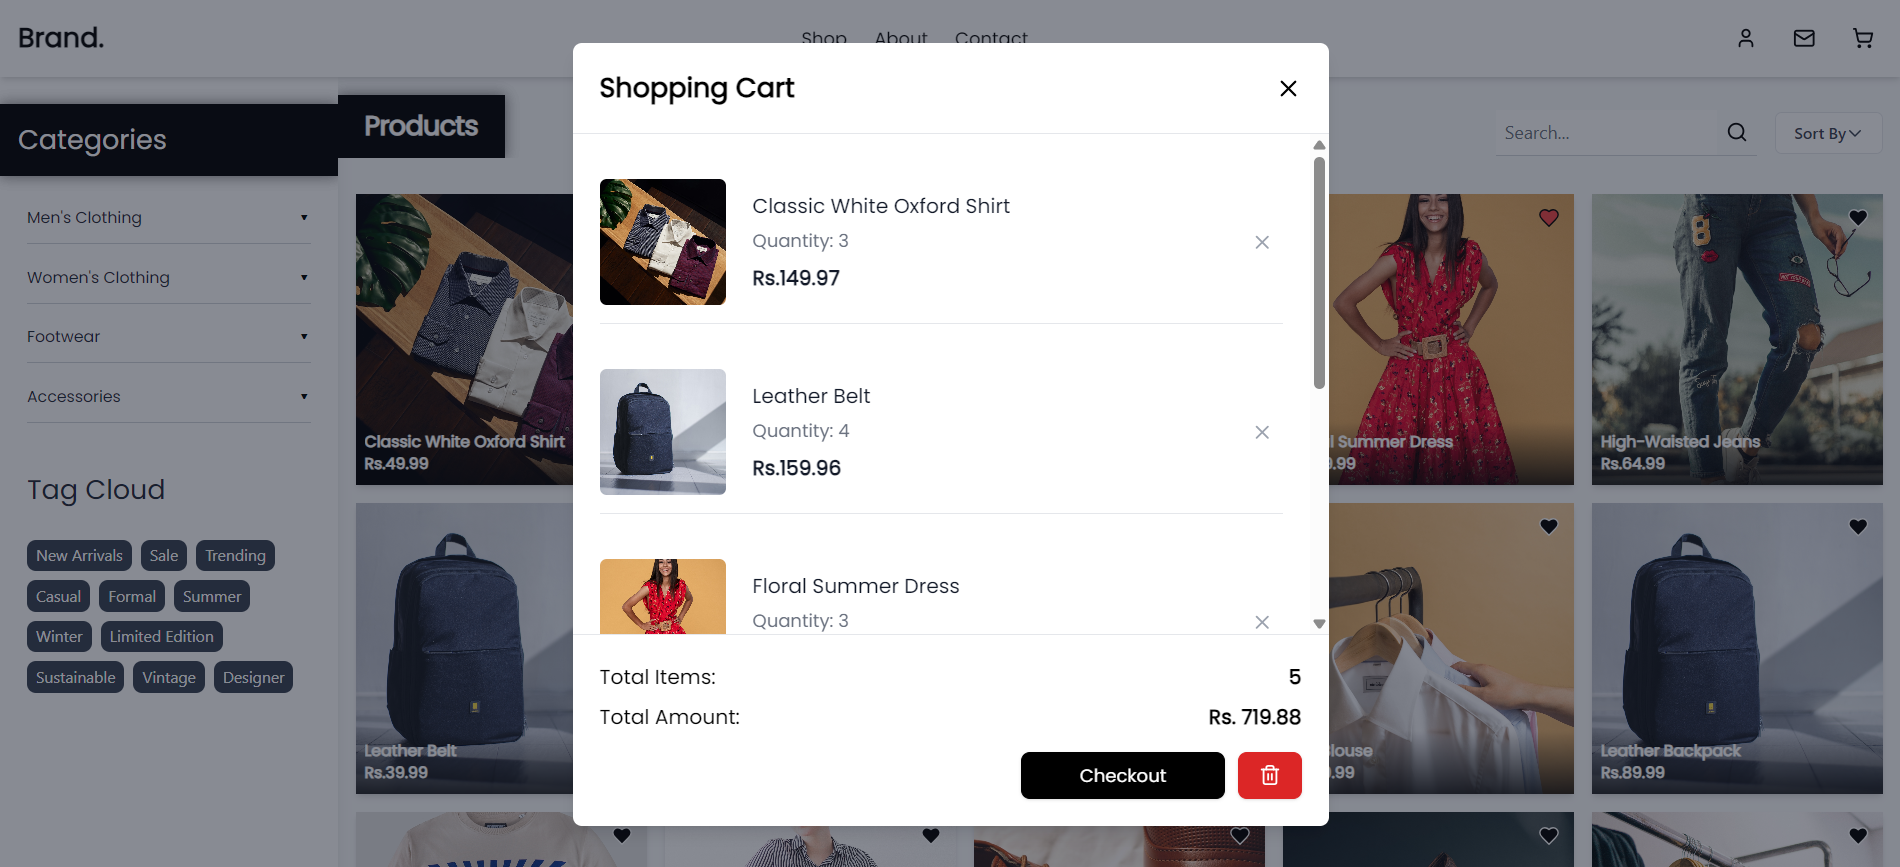 Brand.
Shop About Contact
Categories
Men's Clothing
Women's Clothing
Footwear
Accessories
Tag Cloud
New Arrivals Sale Trending
Casual Formal Summer
Winter Limited Edition
Sustainable Vintage Designer
Products
Search...
Sort By
Classic White Oxford Shirt
Rs.49.99
l Summer Dress
.99
High-Waisted Jeans
Rs.64.99
Leather Belt
Rs.39.99
louse
.99
Leather Backpack
Rs.89.99
Shopping Cart
Classic White Oxford Shirt
Quantity: 3
Rs.149.97
Leather Belt
Quantity: 4
Rs.159.96
Floral Summer Dress
Quantity: 3
Total Items: 5
Total Amount: Rs. 719.88
Checkout